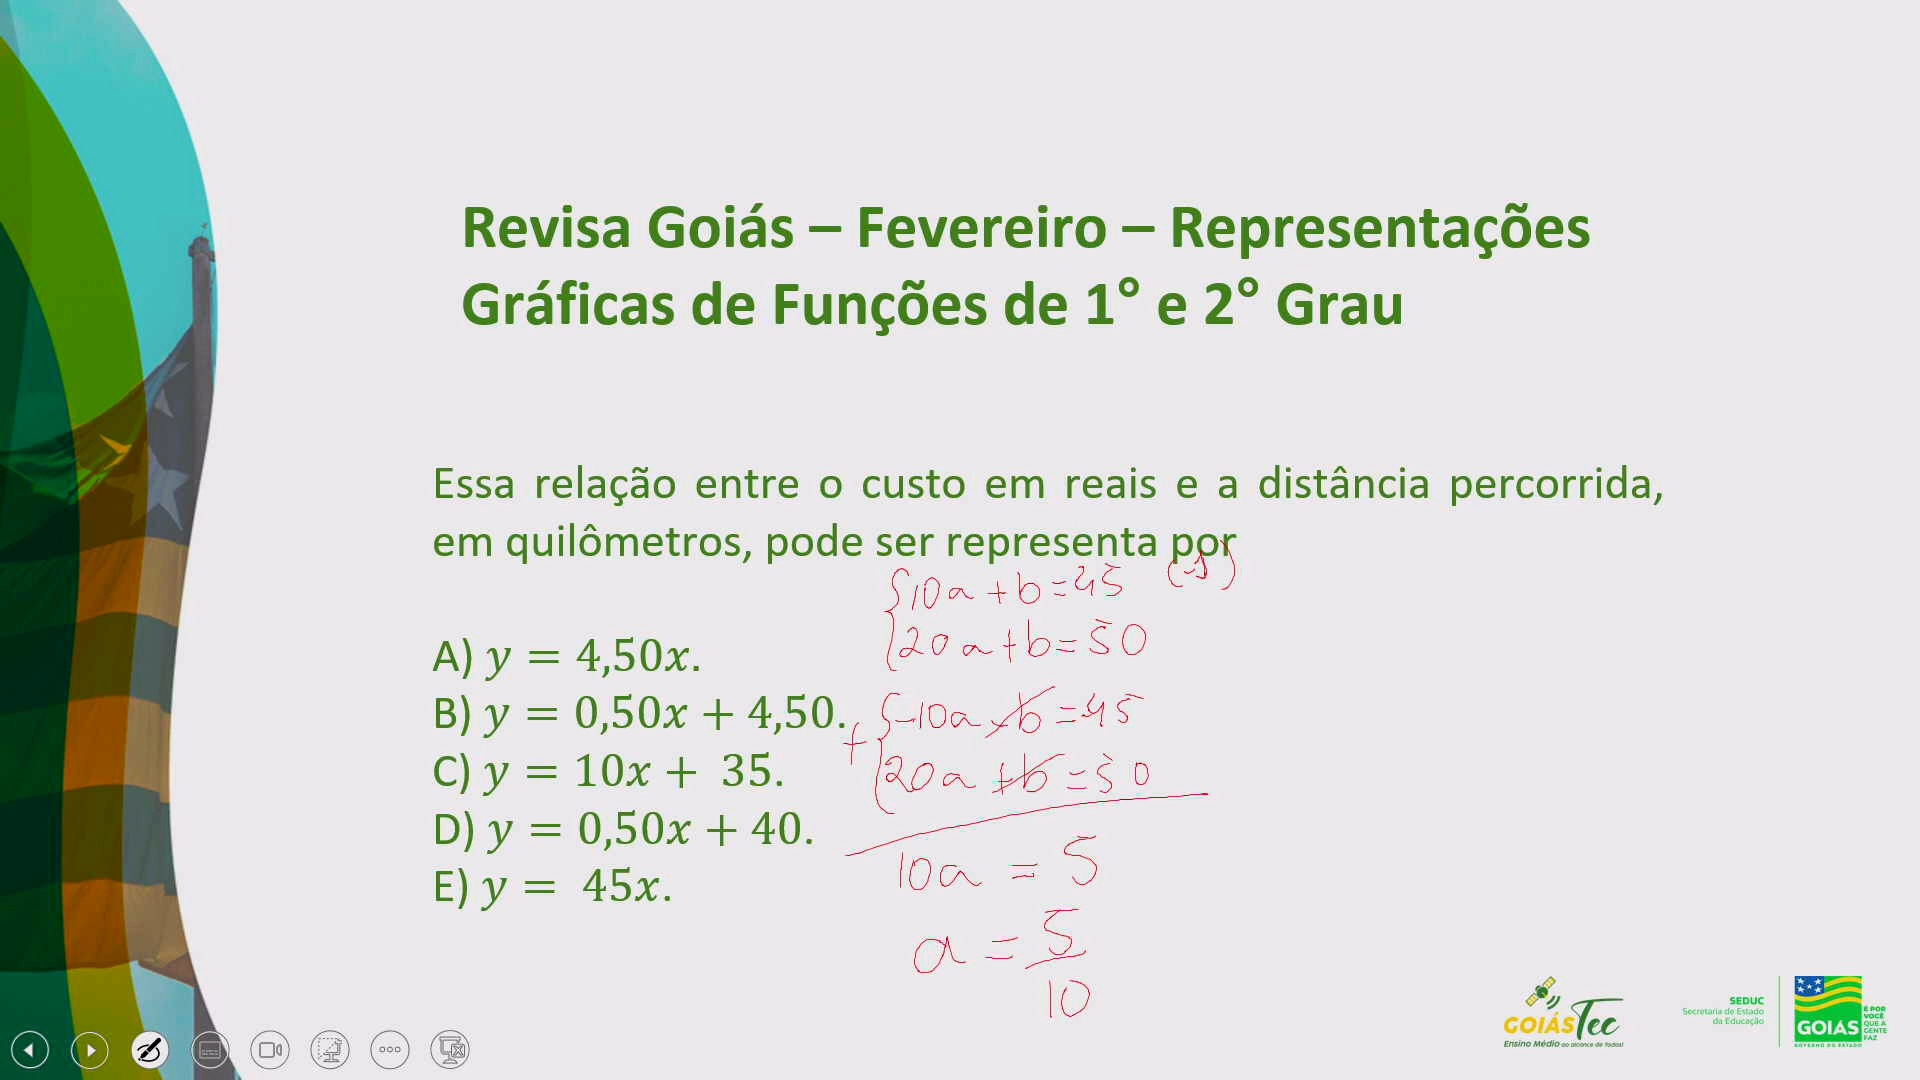 Revisa Goiás – Fevereiro – Representações
Gráficas de Funções de 1° e 2° Grau
Essa relação entre o custo em reais e a distância percorrida,
em quilômetros, pode ser representa por
10a + b = 45 (-1)
20a + b = 50
A) y = 4,50x.
B) y = 0,50x + 4,50.
C) y = 10x + 35.
D) y = 0,50x + 40.
E) y = 45x.
+ -10a - b = 45
20a + b = 50
10a = 5
a = 5/10
GOIÁS Tec
Ensino Médio ao alcance de Todos!
SEDUC
Secretaria de Estado
da Educação
GOIÁS
GOVERNO DO ESTADO
É POR
VOCÊ
QUE A
GENTE
FAZ